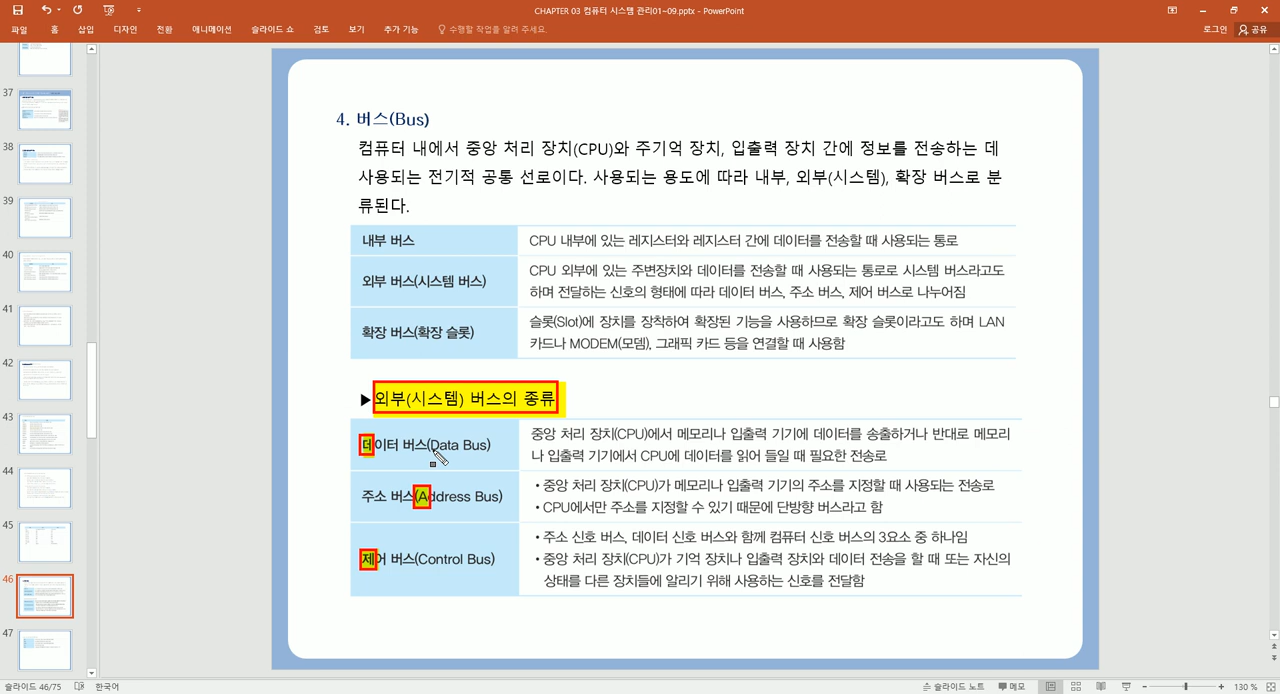 CHAPTER 03 컴퓨터 시스템 관리01~09.pptx - PowerPoint
파일 홈 삽입 디자인 전환 애니메이션 슬라이드 쇼 검토 보기 추가 기능 수행할 작업을 알려 주세요. 로그인 공유
37
38
39
40
41
42
43
44
45
46
47
4. 버스(Bus)
컴퓨터 내에서 중앙 처리 장치(CPU)와 주기억 장치, 입출력 장치 간에 정보를 전송하는 데
사용되는 전기적 공통 선로이다. 사용되는 용도에 따라 내부, 외부(시스템), 확장 버스로 분
류된다.
내부 버스 CPU 내부에 있는 레지스터와 레지스터 간에 데이터를 전송할 때 사용되는 통로
외부 버스(시스템 버스) CPU 외부에 있는 주변장치와 데이터를 전송할 때 사용되는 통로로 시스템 버스라고도
하며 전달하는 신호의 형태에 따라 데이터 버스, 주소 버스, 제어 버스로 나누어짐
확장 버스(확장 슬롯) 슬롯(Slot)에 장치를 장착하여 확장된 기능을 사용하므로 확장 슬롯이라고도 하며 LAN
카드나 MODEM(모뎀), 그래픽 카드 등을 연결할 때 사용함
▶외부(시스템) 버스의 종류
데이터 버스(Data Bus) 중앙 처리 장치(CPU)에서 메모리나 입출력 기기에 데이터를 송출하거나 반대로 메모리
나 입출력 기기에서 CPU에 데이터를 읽어 들일 때 필요한 전송로
주소 버스(Address Bus) • 중앙 처리 장치(CPU)가 메모리나 입출력 기기의 주소를 지정할 때 사용되는 전송로
• CPU에서만 주소를 지정할 수 있기 때문에 단방향 버스라고 함
제어 버스(Control Bus) • 주소 신호 버스, 데이터 신호 버스와 함께 컴퓨터 신호 버스의 3요소 중 하나임
• 중앙 처리 장치(CPU)가 기억 장치나 입출력 장치와 데이터 전송을 할 때 또는 자신의
상태를 다른 장치들에 알리기 위해 사용하는 신호를 전달함
슬라이드 46/75 한국어 슬라이드 노트 메모 130 %